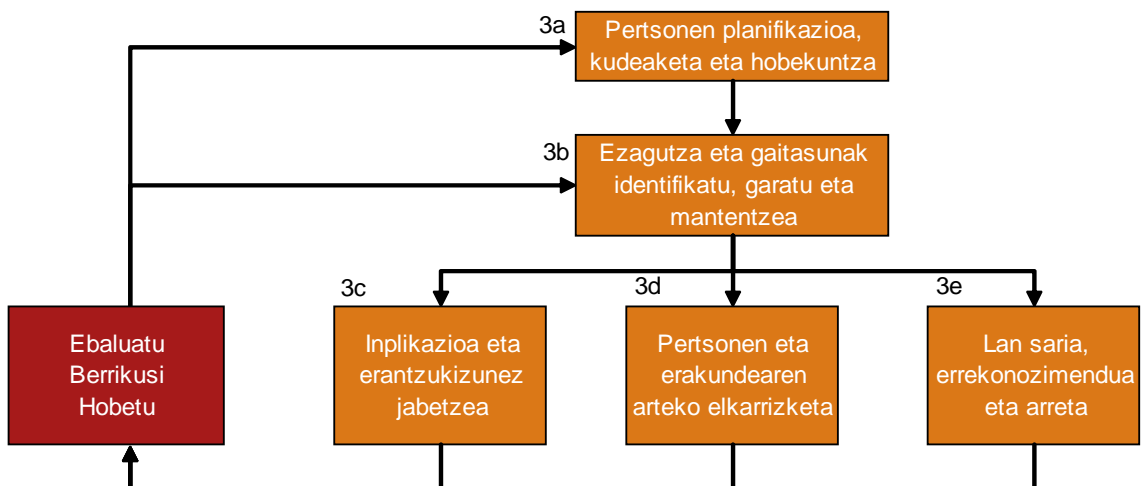 3a
Pertsonen planifikazioa,
kudeaketa eta hobekuntza
3b
Ezagutza eta gaitasunak
identifikatu, garatu eta
mantentzea
3c
3d
3e
Ebaluatu
Berrikusi
Hobetu
Inplikazioa eta
erantzukizunez
jabetzea
Pertsonen eta
erakundearen
arteko elkarrizketa
Lan saria,
errekonozimendua
eta arreta